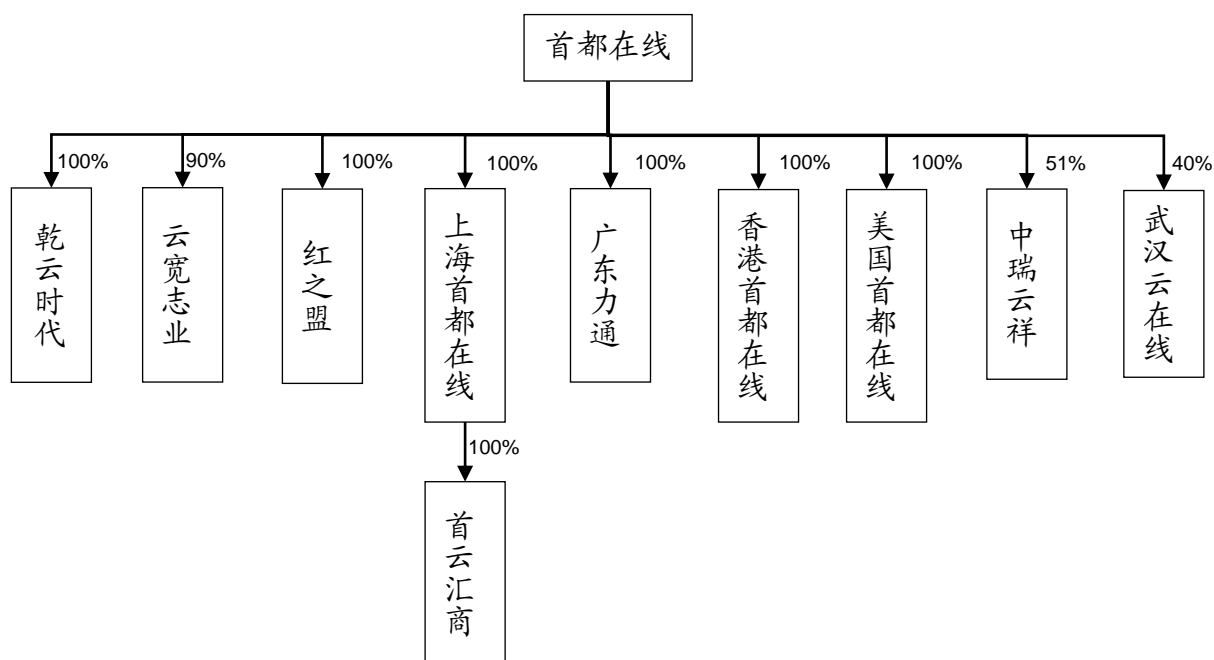 首都在线
100%
90%
100%
100%
100%
100%
100%
51%
40%
乾云时代
云宽志业
红之盟
上海首都在线
广东力通
香港首都在线
美国首都在线
中瑞云祥
武汉云在线
100%
首云汇商